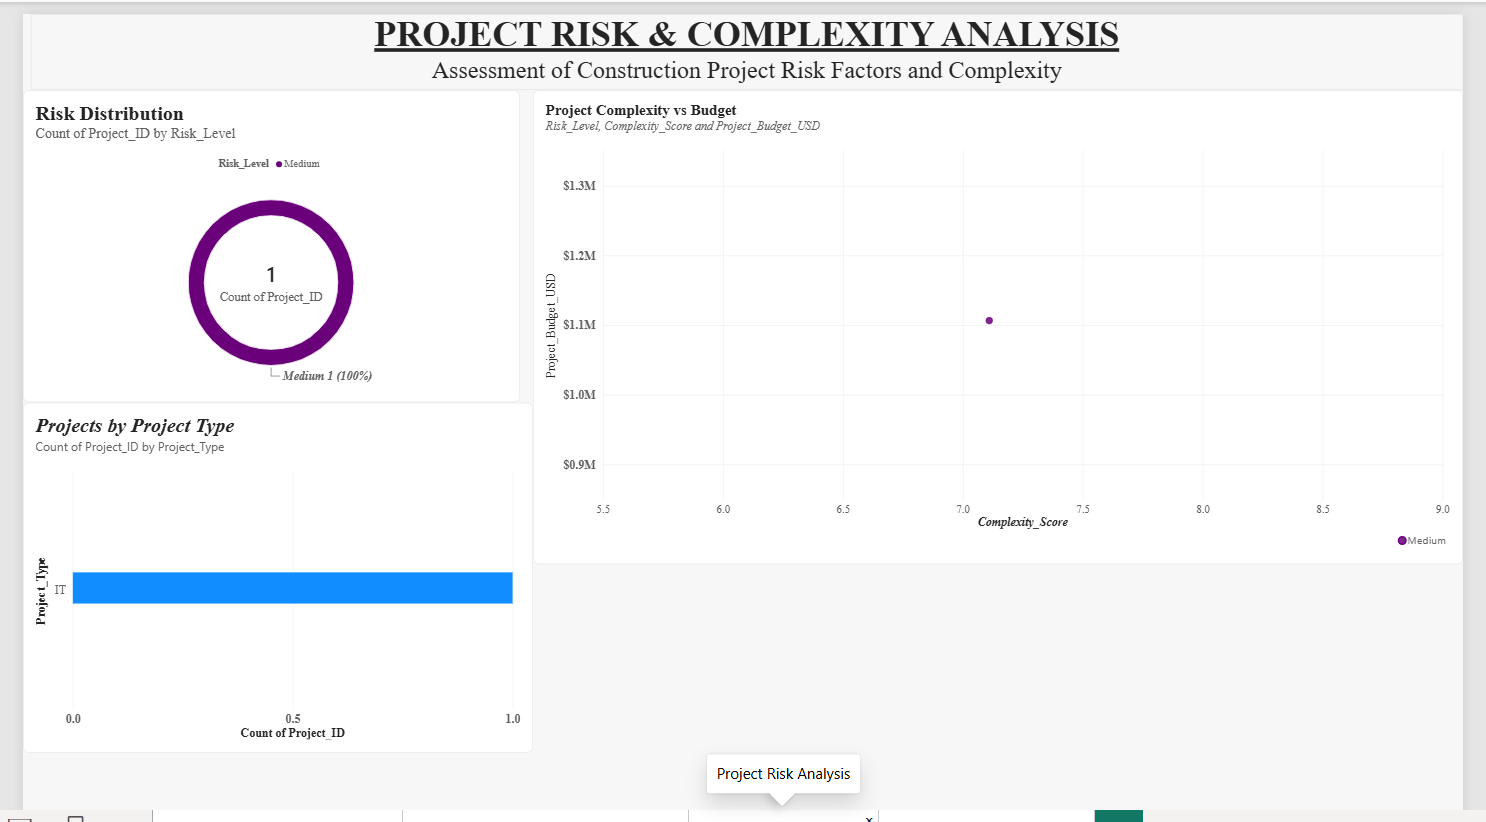 PROJECT RISK & COMPLEXITY ANALYSIS
Assessment of Construction Project Risk Factors and Complexity
Risk Distribution
Count of Project_ID by Risk_Level
Risk_Level Medium
1
Count of Project_ID
Medium 1 (100%)
Project Complexity vs Budget
Risk_Level, Complexity_Score and Project_Budget_USD
Project_Budget_USD
$1.3M
$1.2M
$1.1M
$1.0M
$0.9M
5.5 6.0 6.5 7.0 7.5 8.0 8.5 9.0
Complexity_Score
Medium
Projects by Project Type
Count of Project_ID by Project_Type
Project_Type
IT
0.0 0.5 1.0
Count of Project_ID
Project Risk Analysis
x